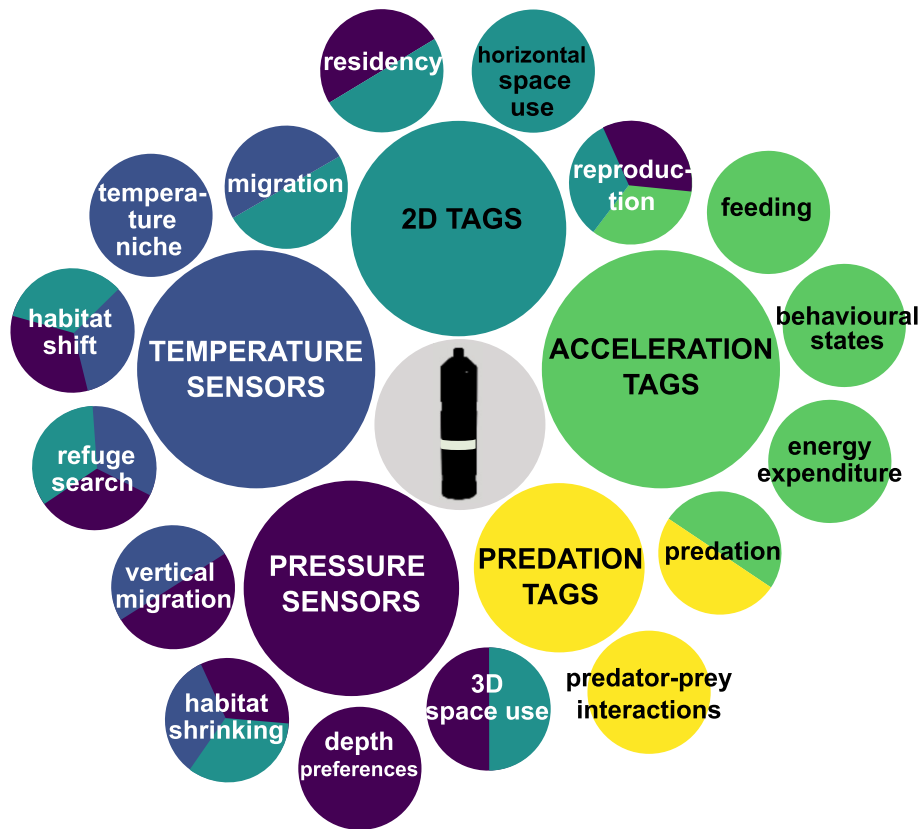 residency
horizontal
space
use
migration
reproduc-
tion
feeding
tempera-
ture
niche
2D TAGS
habitat
shift
behavioural
states
TEMPERATURE
SENSORS
ACCELERATION
TAGS
refuge
search
energy
expenditure
vertical
migration
PRESSURE
SENSORS
PREDATION
TAGS
predation
habitat
shrinking
depth
preferences
3D
space use
predator-prey
interactions